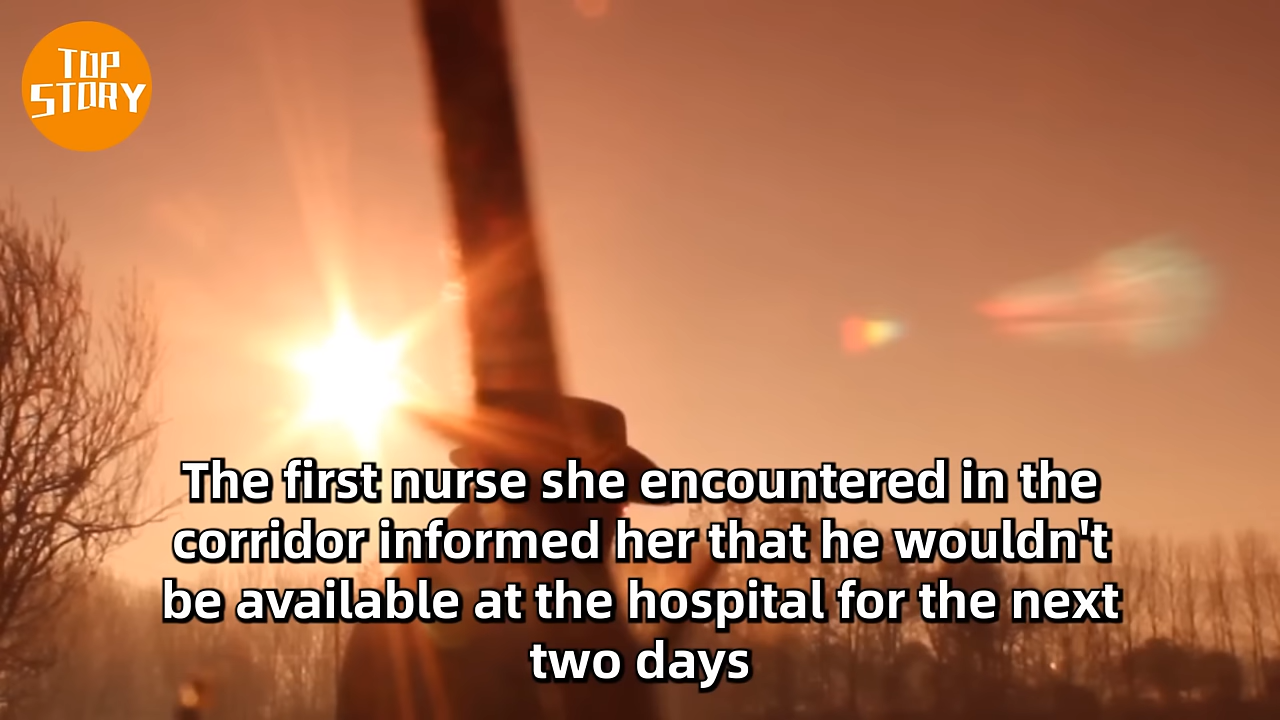 TOP
STORY
The first nurse she encountered in the
corridor informed her that he wouldn't
be available at the hospital for the next
two days